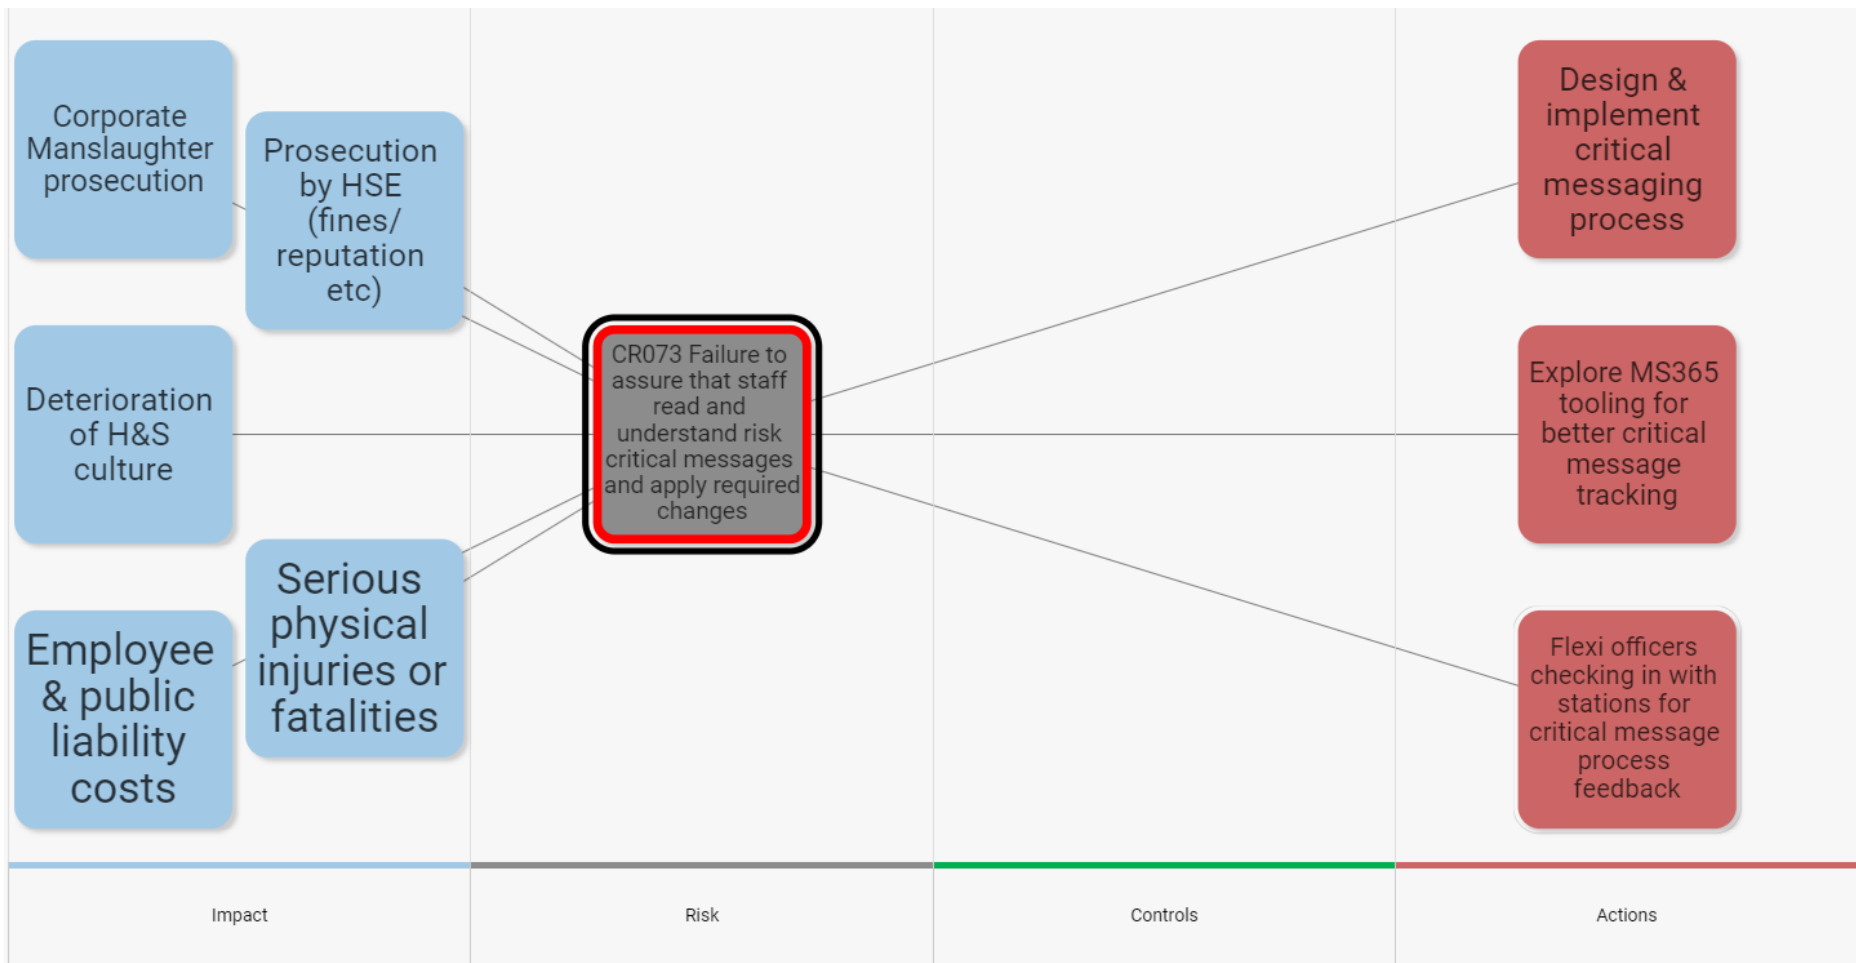 Corporate
Manslaughter
prosecution
Prosecution
by HSE
(fines/
reputation
etc)
Deterioration
of H&S
culture
Serious
physical
injuries or
fatalities
Employee
& public
liability
costs
CR073 Failure to
assure that staff
read and
understand risk
critical messages
and apply required
changes
Design &
implement
critical
messaging
process
Explore MS365
tooling for
better critical
message
tracking
Flexi officers
checking in with
stations for
critical message
process
feedback
Impact
Risk
Controls
Actions